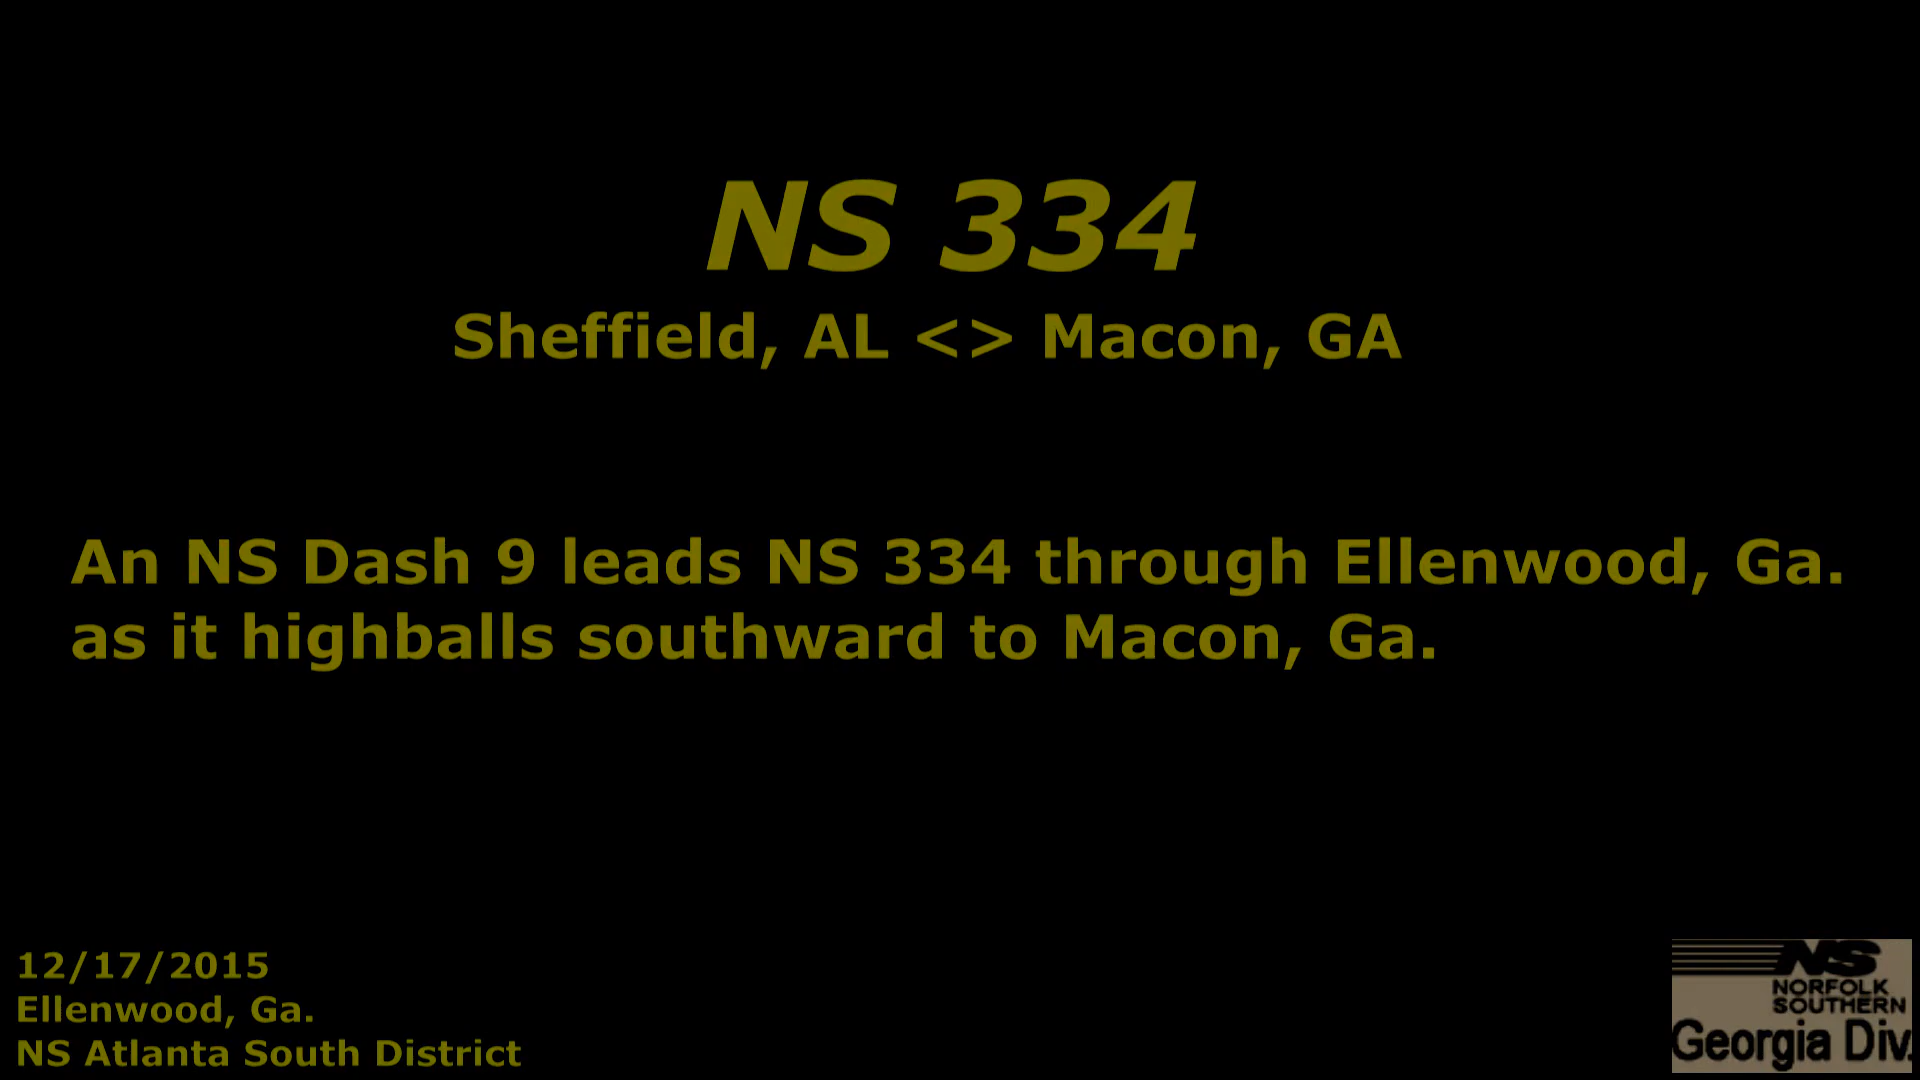 NS 334
Sheffield, AL <> Macon, GA
An NS Dash 9 leads NS 334 through Ellenwood, Ga.
as it highballs southward to Macon, Ga.
12/17/2015
Ellenwood, Ga.
NS Atlanta South District
NS
NORFOLK
SOUTHERN
Georgia Div.